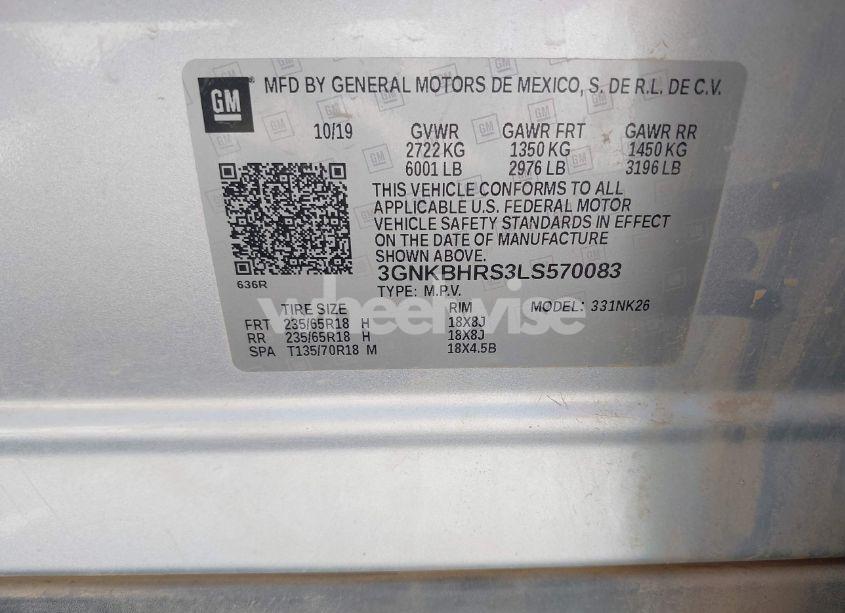 GM
MFD BY GENERAL MOTORS DE MEXICO, S. DE R.L. DE C.V.
10/19 GVWR GAWR FRT GAWR RR
2722 KG 1350 KG 1450 KG
6001 LB 2976 LB 3196 LB
THIS VEHICLE CONFORMS TO ALL
APPLICABLE U.S. FEDERAL MOTOR
VEHICLE SAFETY STANDARDS IN EFFECT
ON THE DATE OF MANUFACTURE
SHOWN ABOVE.
636R
3GNKBHRS3LS570083
TYPE: M.P.V. MODEL: 331NK26
TIRE SIZE RIM
FRT 235/65R18 H 18X8J
RR 235/65R18 H 18X8J
SPA T135/70R18 M 18X4.5B
wheelwise